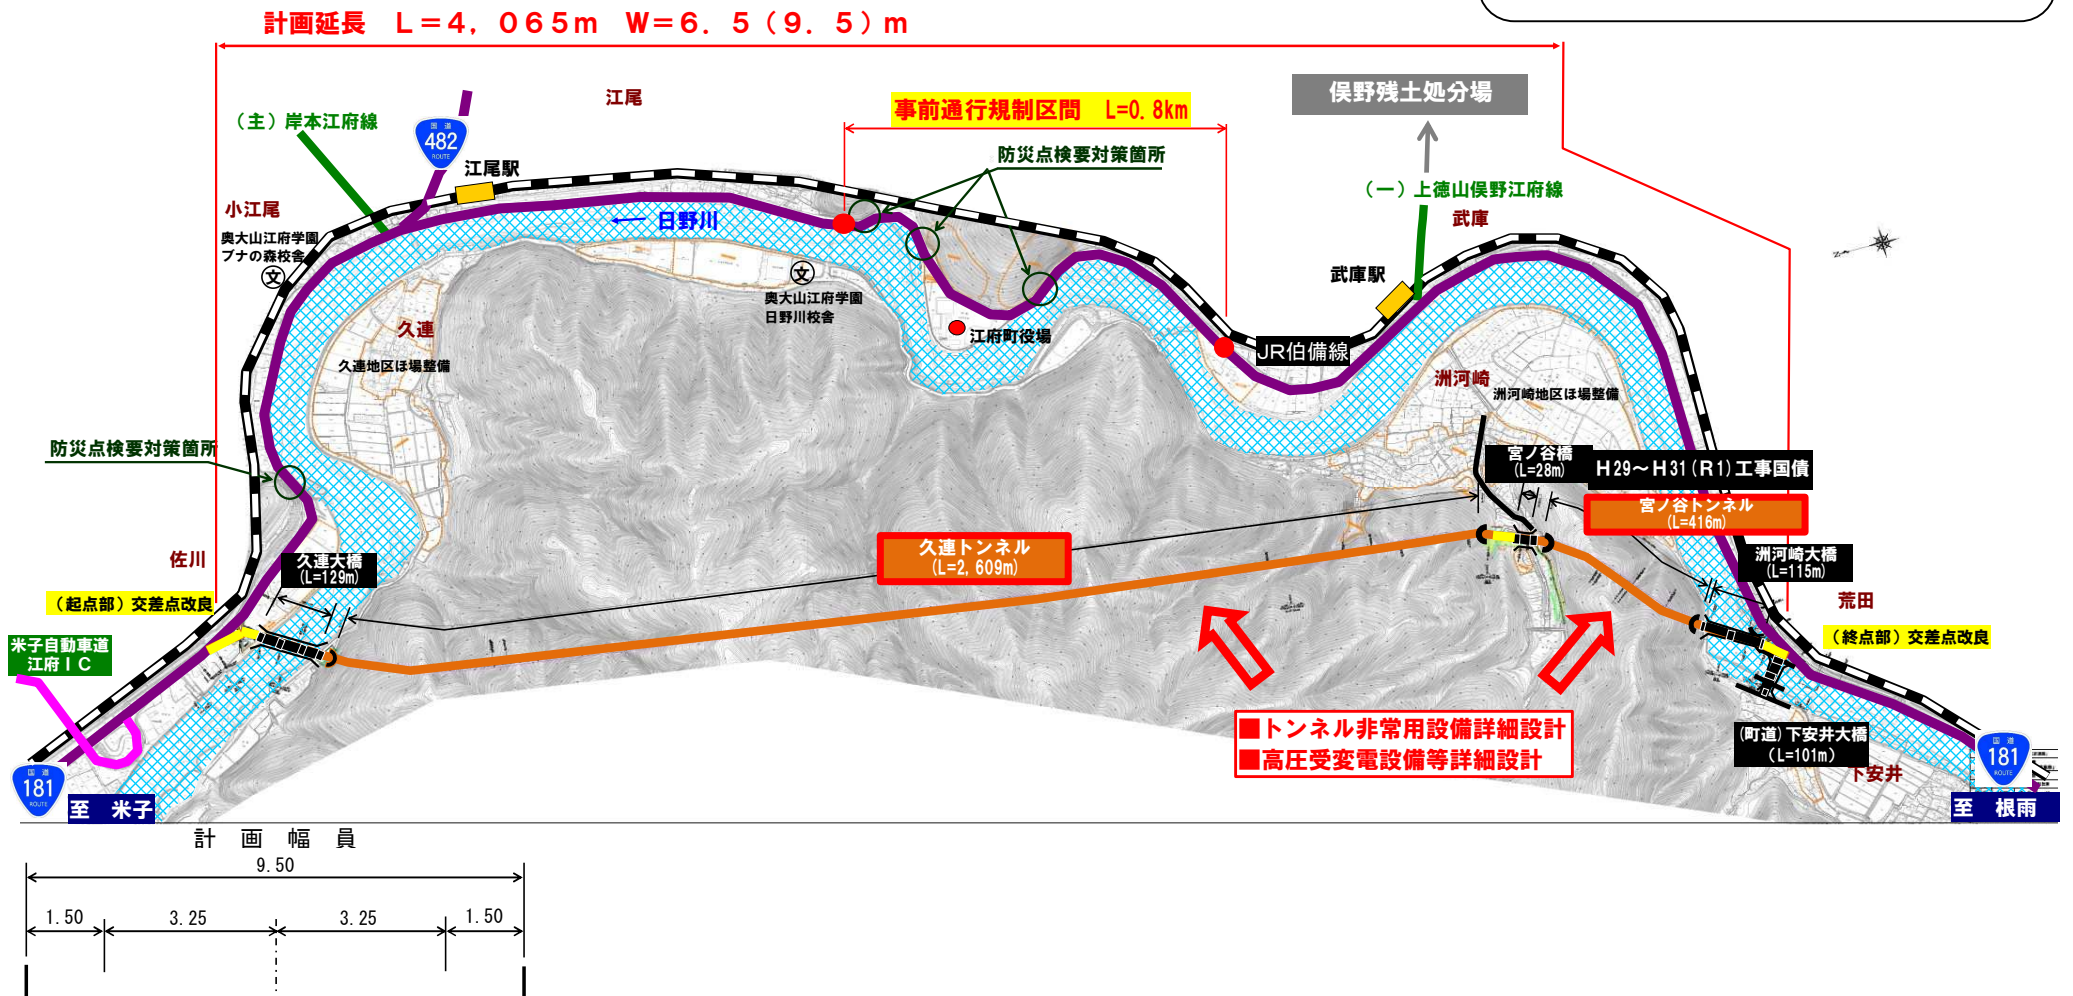 計画延長 L=4,065m W=6.5(9.5)m
江尾
俣野残土処分場
事前通行規制区間 L=0.8km
(主)岸本江府線
国道
482
ROUTE
江尾駅
防災点検要対策箇所
(一)上徳山俣野江府線
武庫
小江尾
奥大山江府学園
ブナの森校舎
文
日野川
文
奥大山江府学園
日野川校舎
武庫駅
江府町役場
JR伯備線
久連
久連地区ほ場整備
洲河崎
洲河崎地区ほ場整備
防災点検要対策箇所
宮ノ谷橋
(L=28m)
H29~H31(R1)工事国債
宮ノ谷トンネル
(L=416m)
久連トンネル
(L=2,609m)
佐川
久連大橋
(L=129m)
洲河崎大橋
(L=115m)
荒田
(起点部)交差点改良
(終点部)交差点改良
米子自動車道
江府IC
■トンネル非常用設備詳細設計
■高圧受変電設備等詳細設計
(町道)下安井大橋
(L=101m)
下安井
国道
181
ROUTE
至 米子
国道
181
ROUTE
至 根雨
計画幅員
9.50
1.50
3.25
3.25
1.50